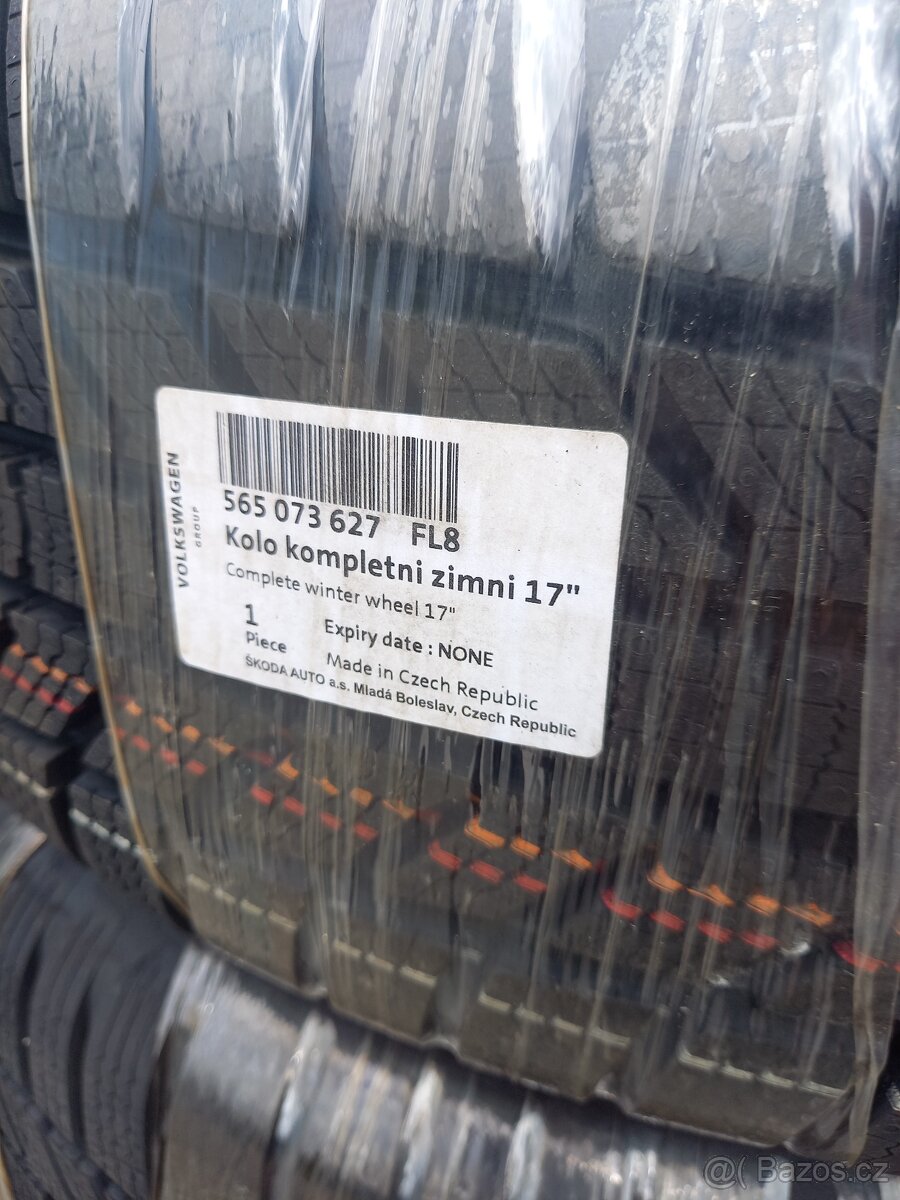 VOLKSWAGEN
GROUP
565 073 627 FL8
Kolo kompletni zimni 17"
Complete winter wheel 17"
1
Piece
Expiry date : NONE
Made in Czech Republic
ŠKODA AUTO a.s. Mladá Boleslav, Czech Republic
@( Bazos.cz